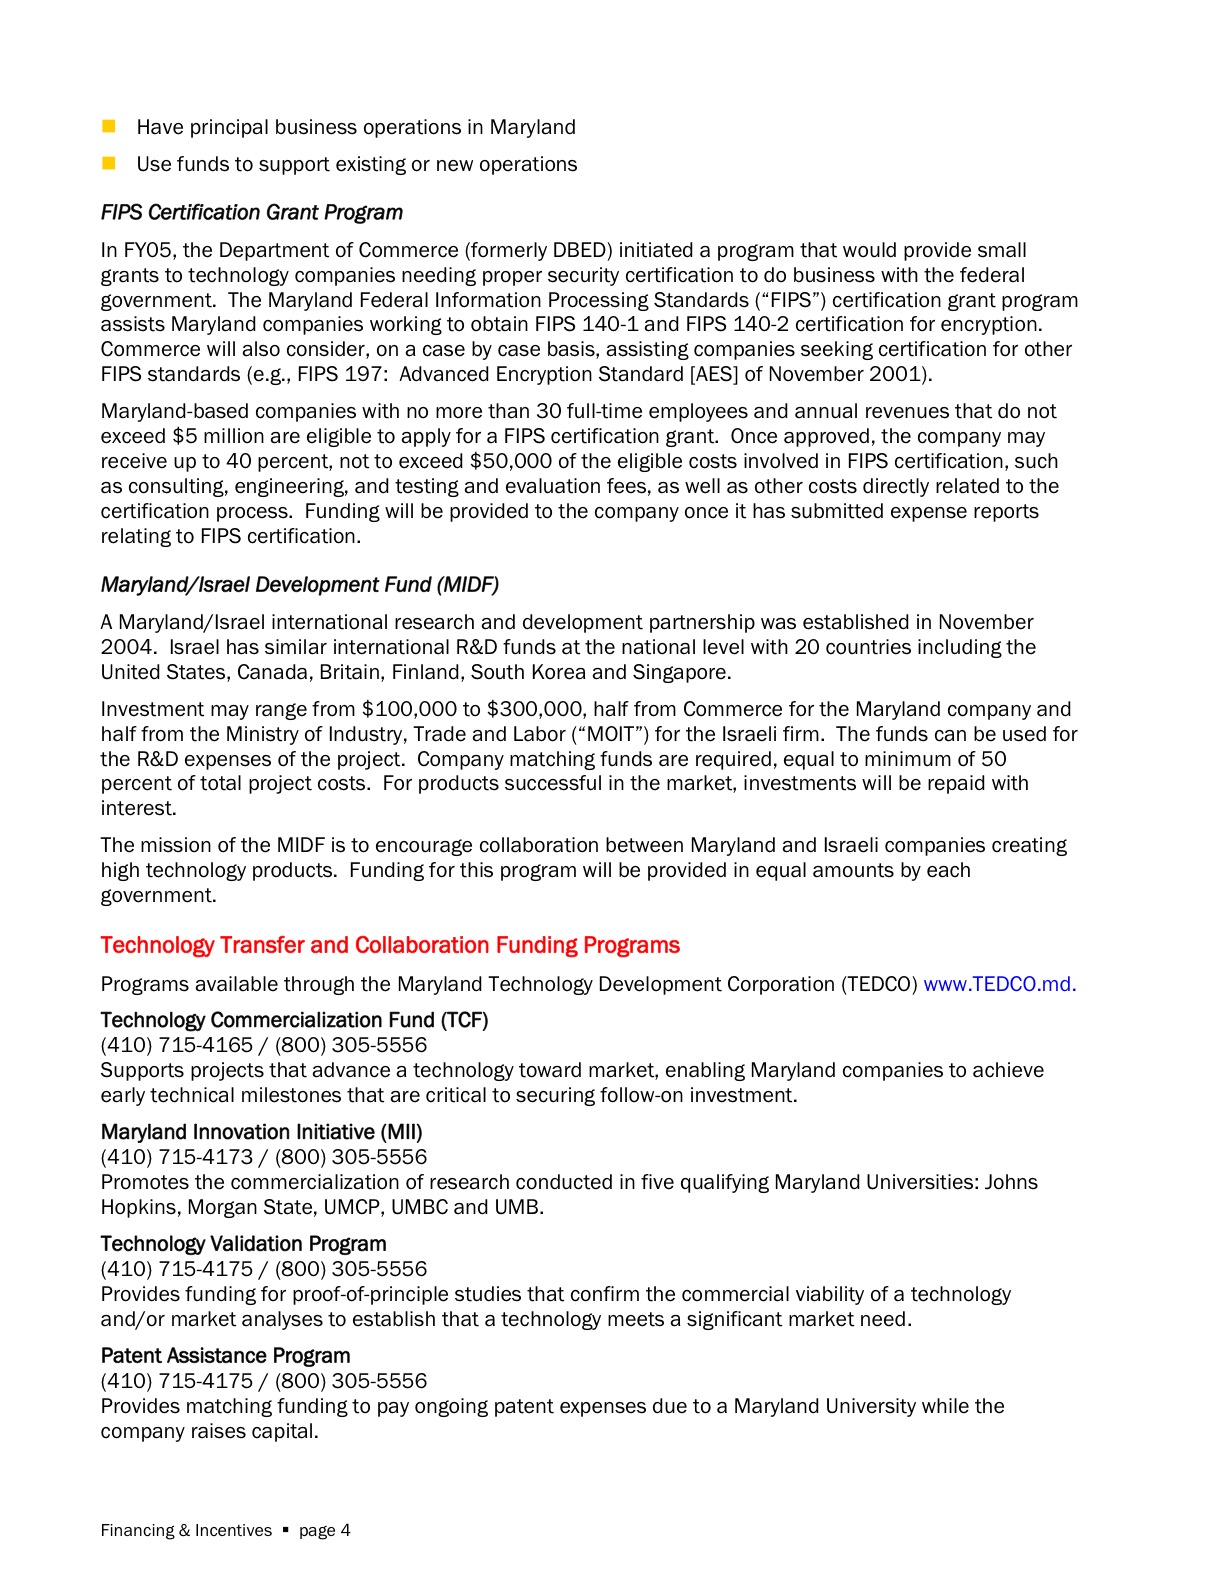 Have principal business operations in Maryland
Use funds to support existing or new operations
FIPS Certification Grant Program
In FY05, the Department of Commerce (formerly DBED) initiated a program that would provide small
grants to technology companies needing proper security certification to do business with the federal
government.  The Maryland Federal Information Processing Standards (“FIPS”) certification grant program
assists Maryland companies working to obtain FIPS 140-1 and FIPS 140-2 certification for encryption.
Commerce will also consider, on a case by case basis, assisting companies seeking certification for other
FIPS standards (e.g., FIPS 197:  Advanced Encryption Standard [AES] of November 2001).
Maryland-based companies with no more than 30 full-time employees and annual revenues that do not
exceed $5 million are eligible to apply for a FIPS certification grant.  Once approved, the company may
receive up to 40 percent, not to exceed $50,000 of the eligible costs involved in FIPS certification, such
as consulting, engineering, and testing and evaluation fees, as well as other costs directly related to the
certification process.  Funding will be provided to the company once it has submitted expense reports
relating to FIPS certification.
Maryland/Israel Development Fund (MIDF)
A Maryland/Israel international research and development partnership was established in November
2004.  Israel has similar international R&D funds at the national level with 20 countries including the
United States, Canada, Britain, Finland, South Korea and Singapore.
Investment may range from $100,000 to $300,000, half from Commerce for the Maryland company and
half from the Ministry of Industry, Trade and Labor (“MOIT”) for the Israeli firm.  The funds can be used for
the R&D expenses of the project.  Company matching funds are required, equal to minimum of 50
percent of total project costs.  For products successful in the market, investments will be repaid with
interest.
The mission of the MIDF is to encourage collaboration between Maryland and Israeli companies creating
high technology products.  Funding for this program will be provided in equal amounts by each
government.
Technology Transfer and Collaboration Funding Programs
Programs available through the Maryland Technology Development Corporation (TEDCO) www.TEDCO.md.
Technology Commercialization Fund (TCF)
(410) 715-4165 / (800) 305-5556
Supports projects that advance a technology toward market, enabling Maryland companies to achieve
early technical milestones that are critical to securing follow-on investment.
Maryland Innovation Initiative (MII)
(410) 715-4173 / (800) 305-5556
Promotes the commercialization of research conducted in five qualifying Maryland Universities: Johns
Hopkins, Morgan State, UMCP, UMBC and UMB.
Technology Validation Program
(410) 715-4175 / (800) 305-5556
Provides funding for proof-of-principle studies that confirm the commercial viability of a technology
and/or market analyses to establish that a technology meets a significant market need.
Patent Assistance Program
(410) 715-4175 / (800) 305-5556
Provides matching funding to pay ongoing patent expenses due to a Maryland University while the
company raises capital.
Financing & Incentives ▪ page 4